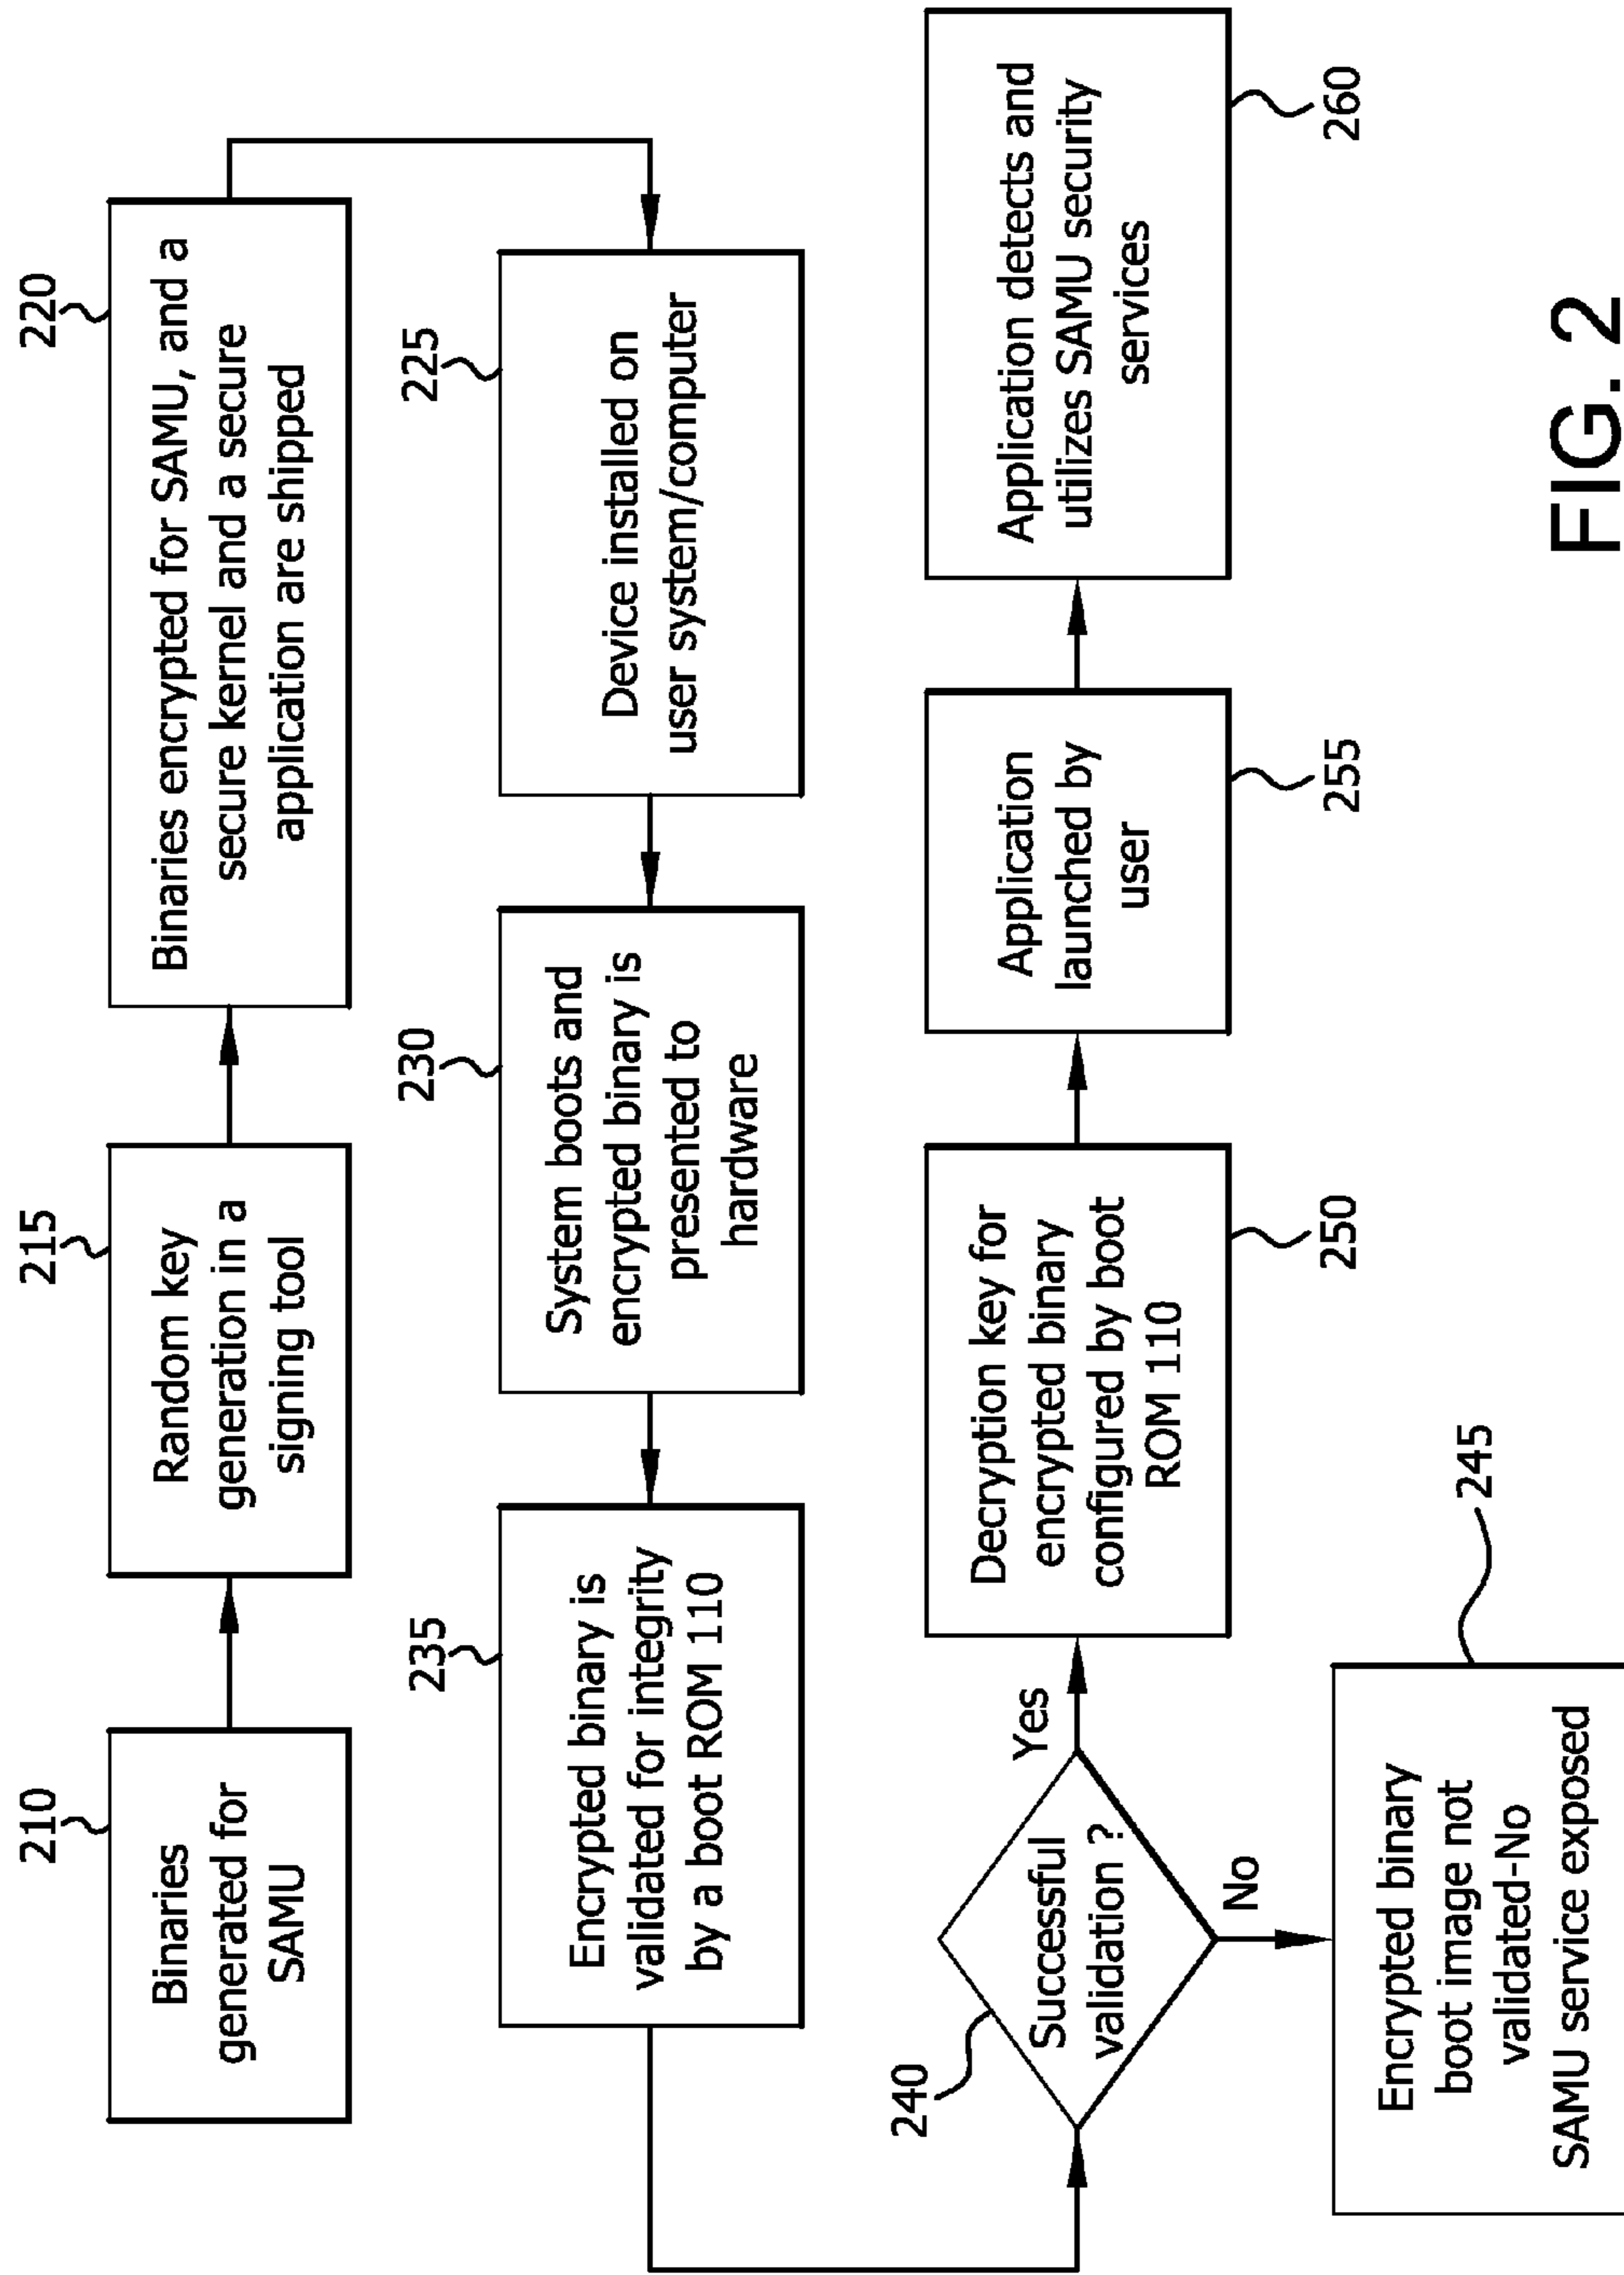 210
Binaries
generated for
SAMU
215
Random key
generation in a
signing tool
220
Binaries encrypted for SAMU, and a
secure kernel and a secure
application are shipped
225
Device installed on
user system/computer
230
System boots and
encrypted binary is
presented to
hardware
235
Encrypted binary is
validated for integrity
by a boot ROM 110
240
Successful
validation ?
Yes
No
245
Encrypted binary
boot image not
validated-No
SAMU service exposed
250
Decryption key for
encrypted binary
configured by boot
ROM 110
255
Application
launched by
user
260
Application detects and
utilizes SAMU security
services
FIG. 2